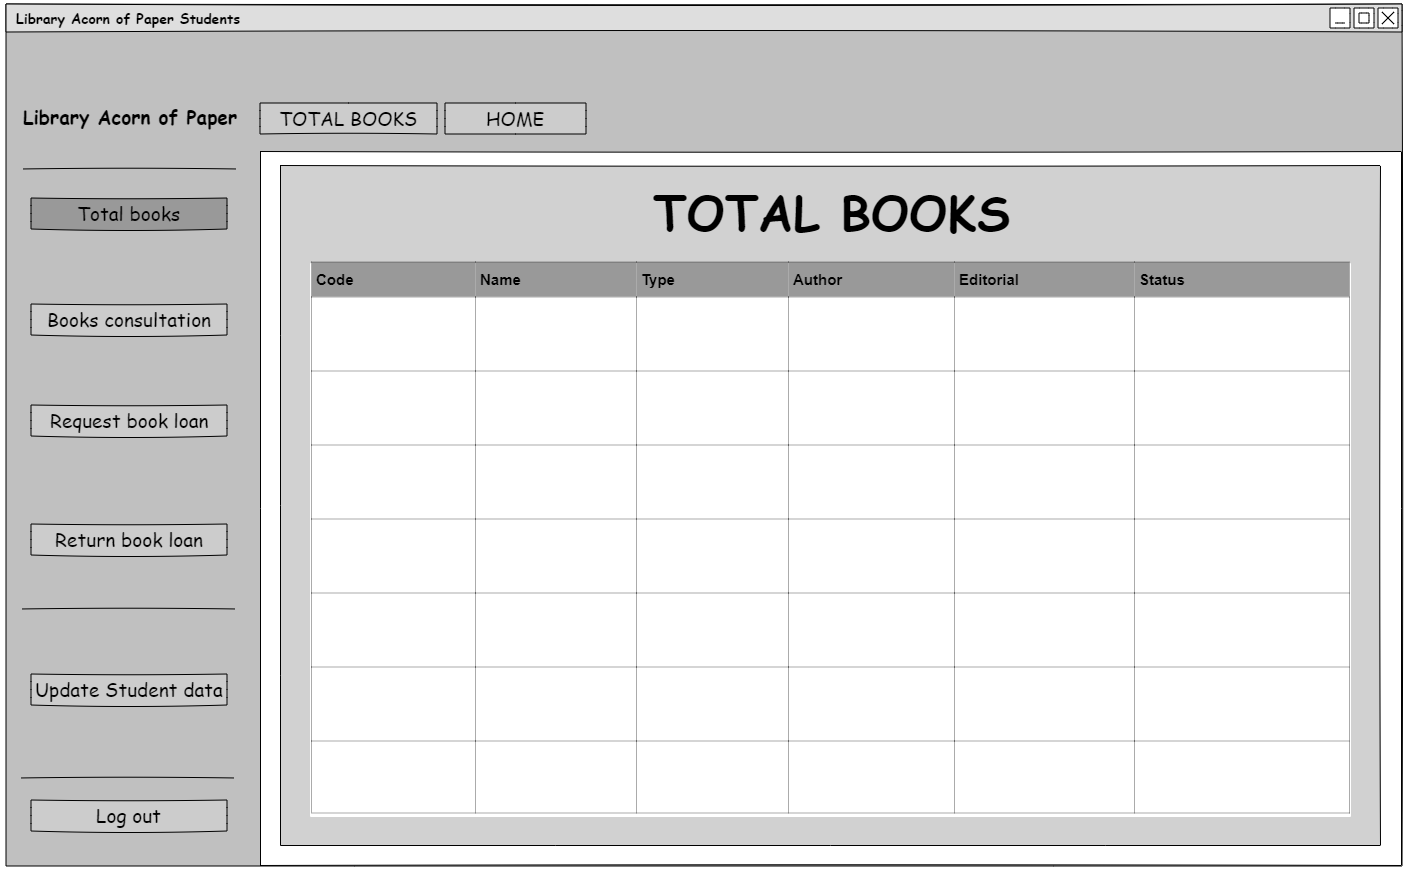 Library Acorn of Paper Students
Library Acorn of Paper
TOTAL BOOKS
HOME
Total books
Books consultation
Request book loan
Return book loan
Update Student data
Log out
TOTAL BOOKS
Code Name Type Author Editorial Status